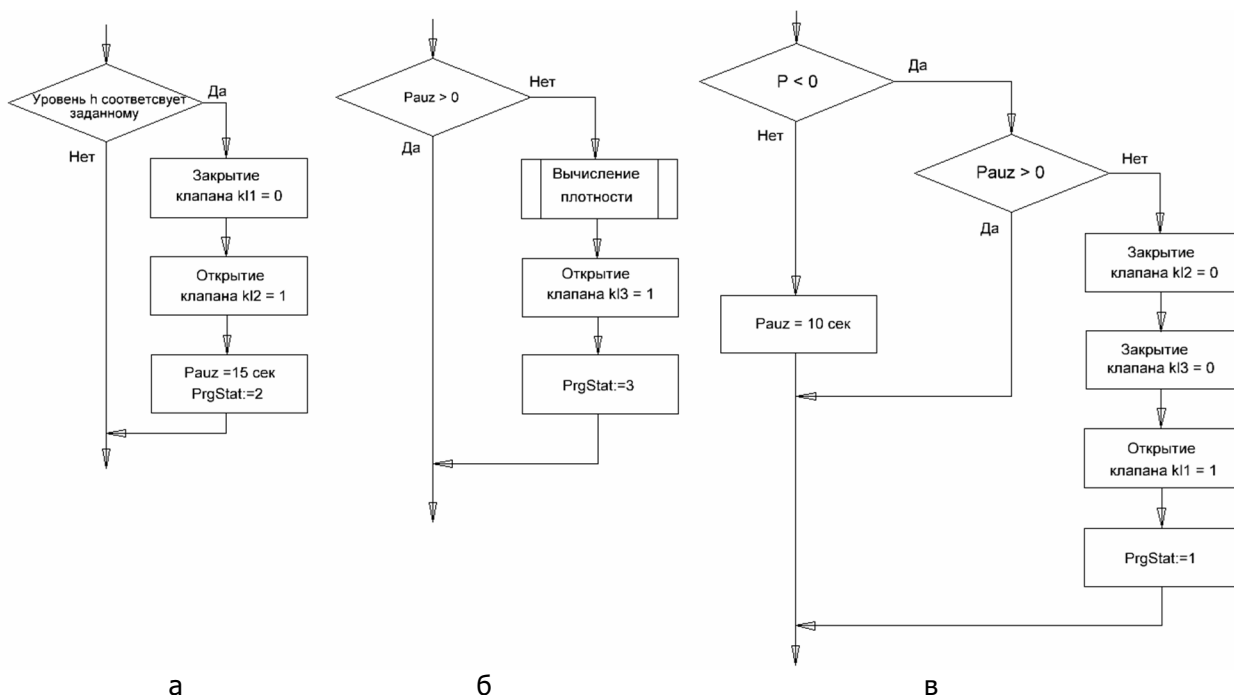 Уровень h соответсвует
заданному
Да
Нет
Закрытие
клапана kl1 = 0
Открытие
клапана kl2 = 1
Pauz =15 сек
PrgStat:=2
а
Pauz > 0
Нет
Да
Вычисление
плотности
Открытие
клапана kl3 = 1
PrgStat:=3
б
P < 0
Да
Нет
Pauz > 0
Нет
Да
Pauz = 10 сек
Закрытие
клапана kl2 = 0
Закрытие
клапана kl3 = 0
Открытие
клапана kl1 = 1
PrgStat:=1
в